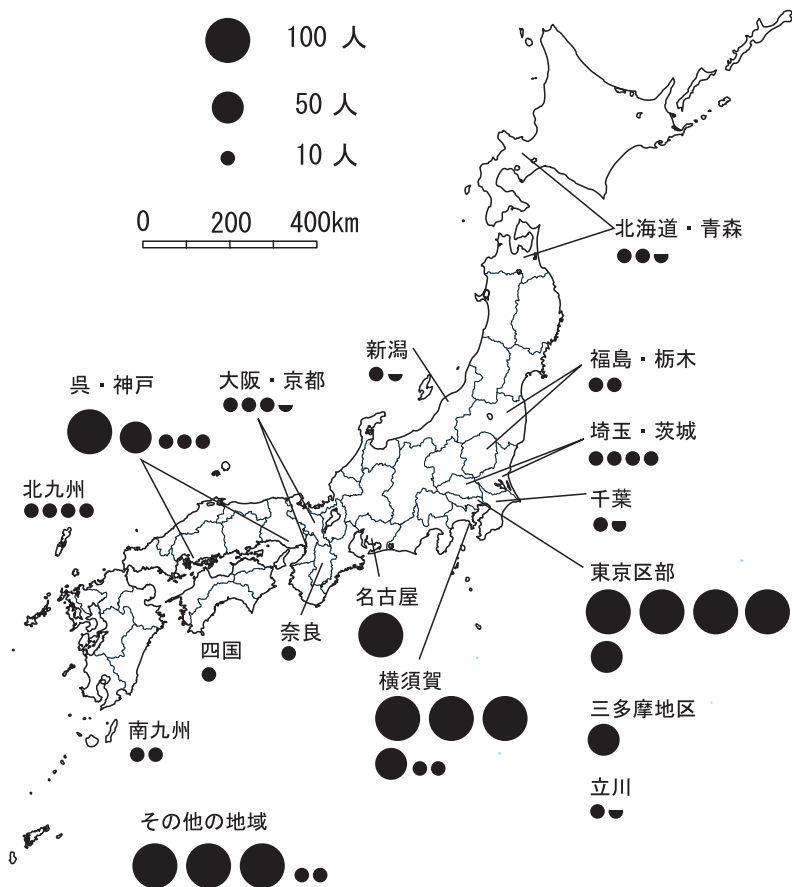 100 人
50 人
10 人
0 200 400km
北海道・青森
新潟
福島・栃木
呉・神戸
大阪・京都
埼玉・茨城
北九州
千葉
東京区部
名古屋
奈良
四国
横須賀
三多摩地区
南九州
立川
その他の地域